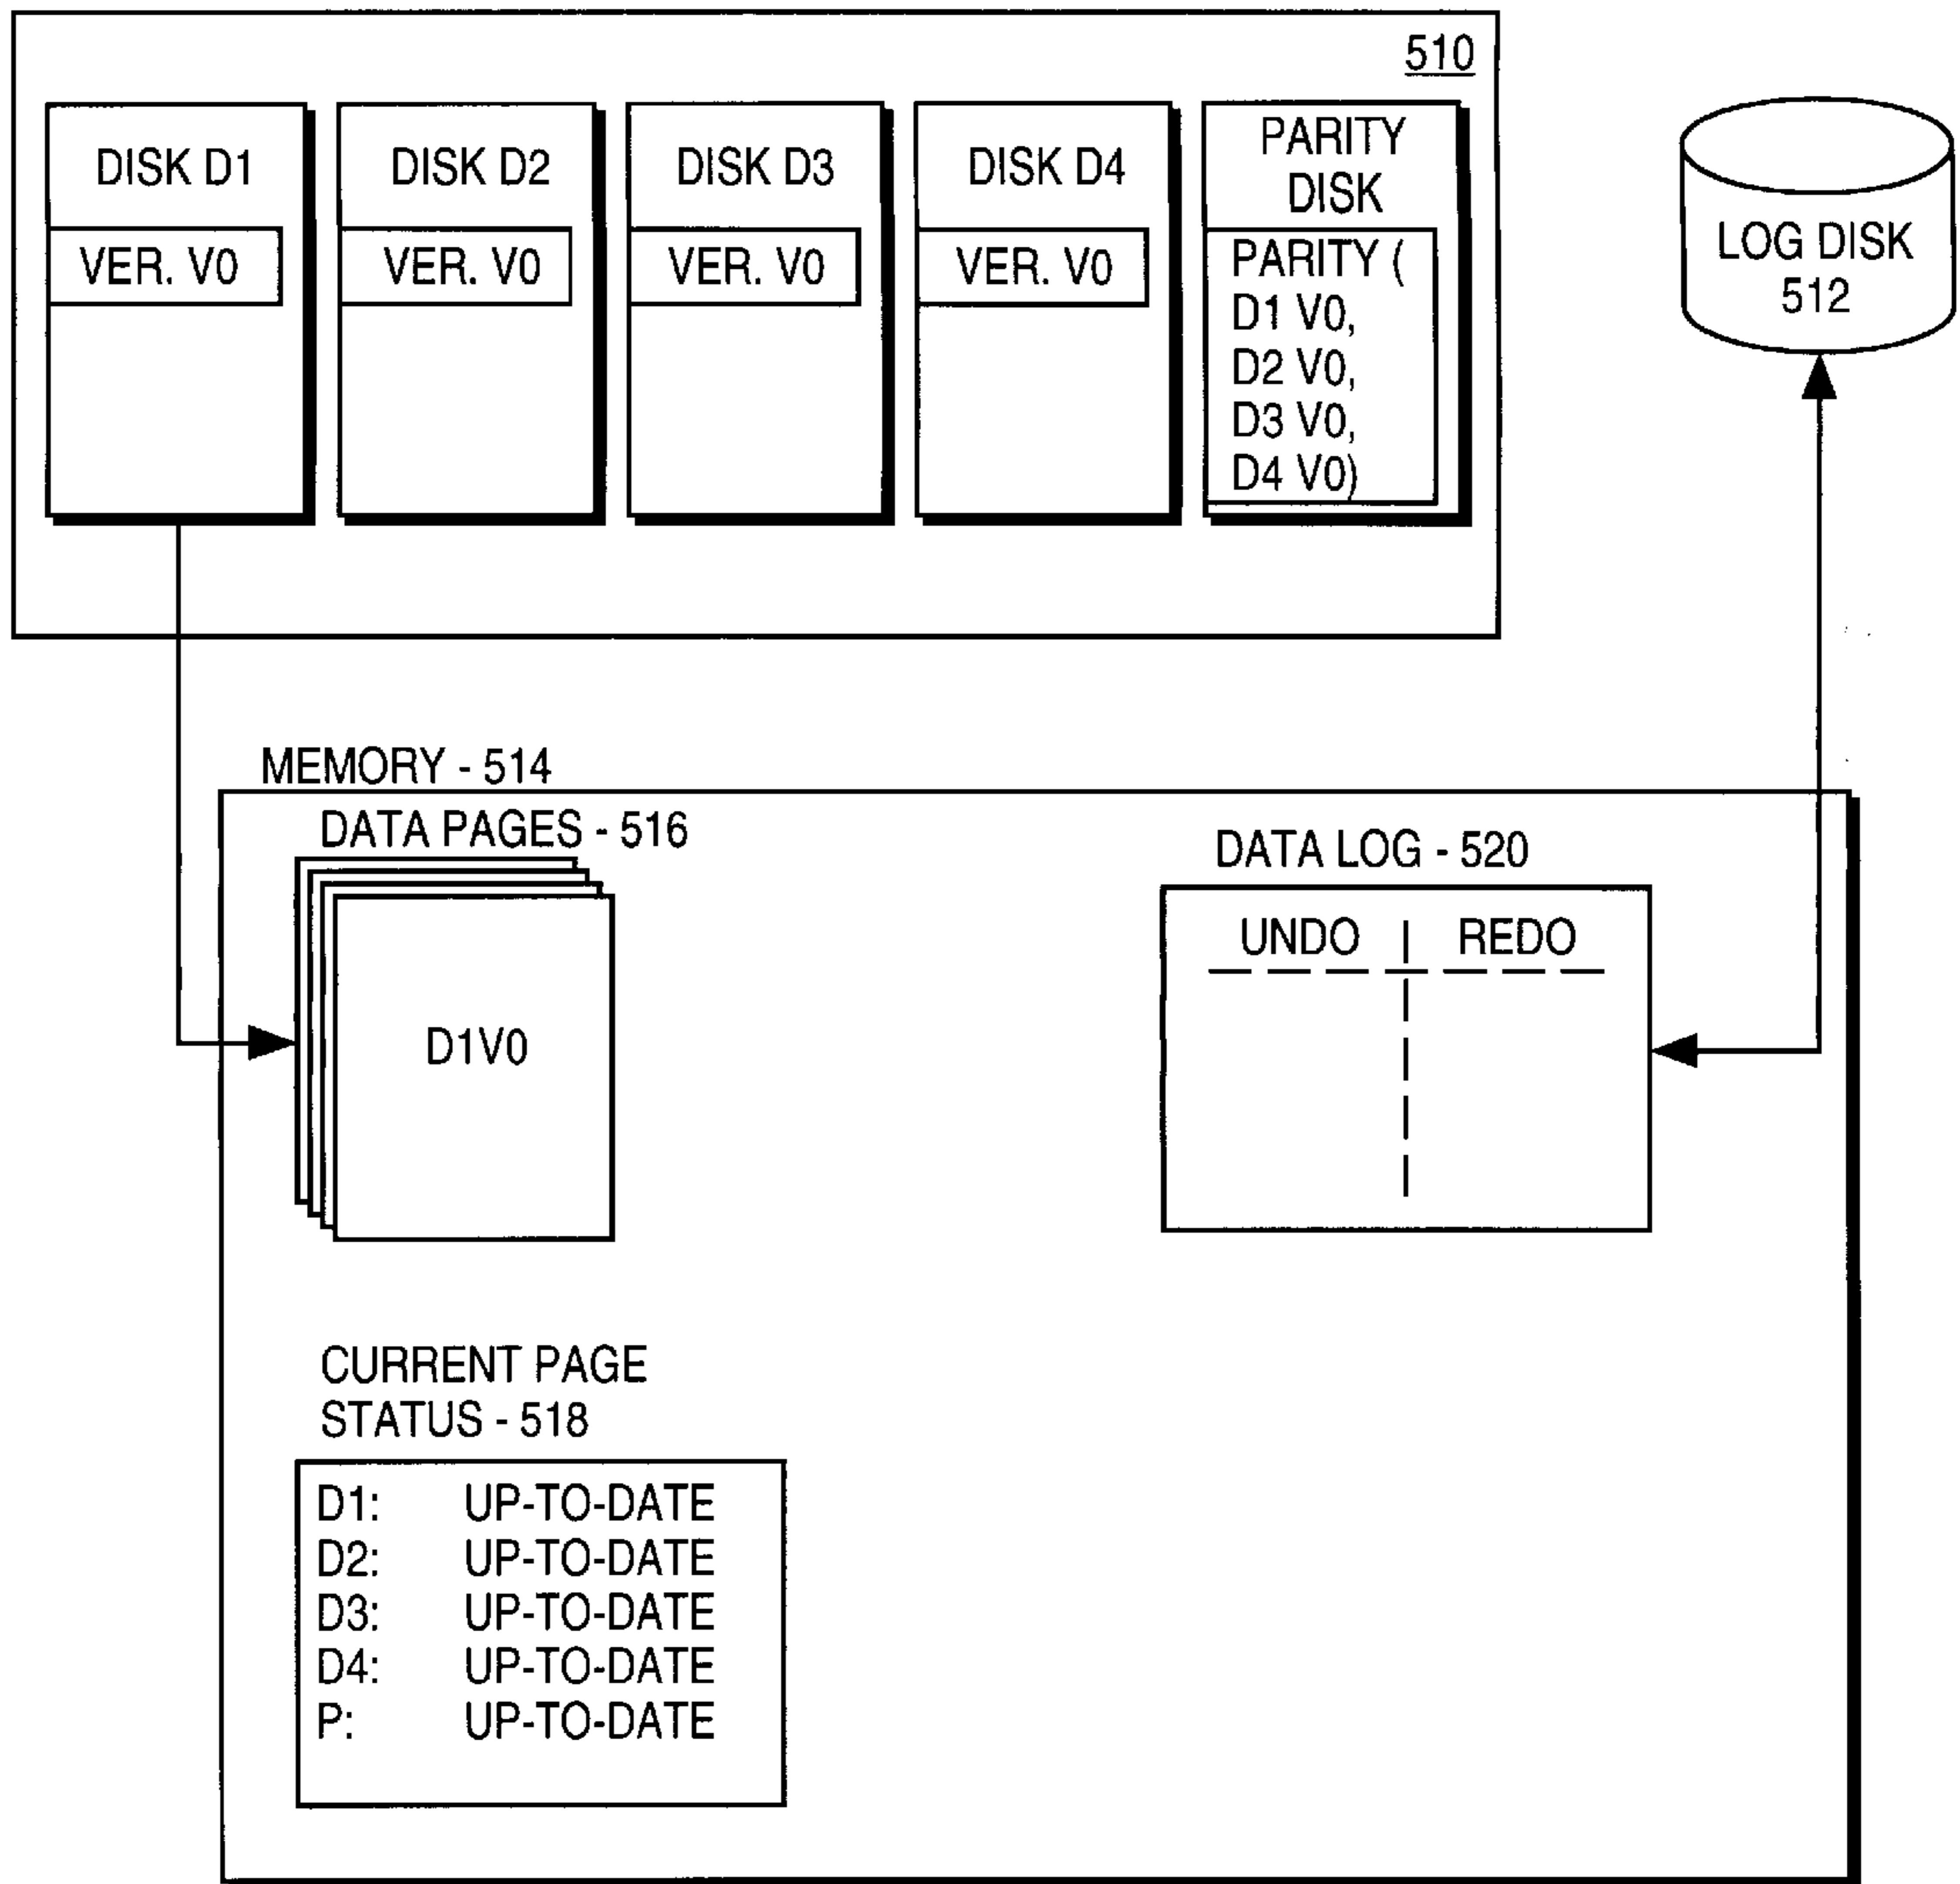 510
DISK D1
VER. V0
DISK D2
VER. V0
DISK D3
VER. V0
DISK D4
VER. V0
PARITY
DISK
PARITY (
D1 V0,
D2 V0,
D3 V0,
D4 V0)
LOG DISK
512
MEMORY - 514
DATA PAGES - 516
D1V0
DATA LOG - 520
UNDO
REDO
CURRENT PAGE
STATUS - 518
D1: UP-TO-DATE
D2: UP-TO-DATE
D3: UP-TO-DATE
D4: UP-TO-DATE
P: UP-TO-DATE